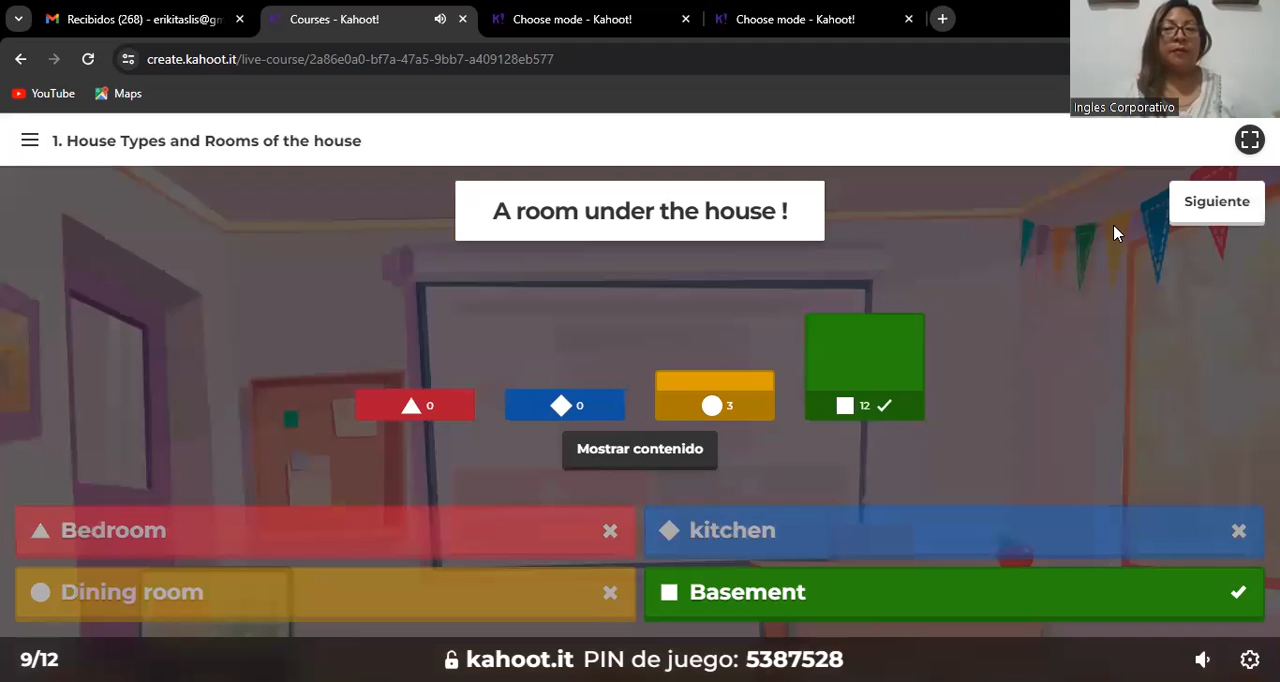 Recibidos (268) - erikitaslis@gm
Courses - Kahoot!
Choose mode - Kahoot!
Choose mode - Kahoot!
create.kahoot.it/live-course/2a86e0a0-bf7a-47a5-9bb7-a409128eb577
YouTube
Maps
Ingles Corporativo
1. House Types and Rooms of the house
A room under the house !
Siguiente
0
0
3
12
Mostrar contenido
Bedroom
kitchen
Dining room
Basement
9/12
kahoot.it PIN de juego: 5387528